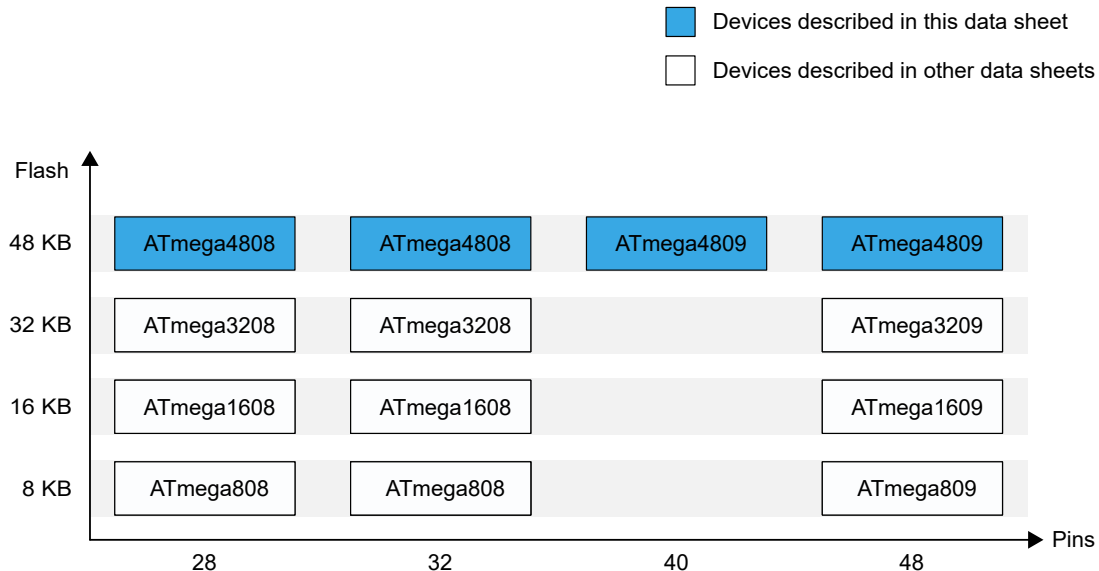 Devices described in this data sheet
Devices described in other data sheets
Flash
48 KB ATmega4808 ATmega4808 ATmega4809 ATmega4809
32 KB ATmega3208 ATmega3208 ATmega3209
16 KB ATmega1608 ATmega1608 ATmega1609
8 KB ATmega808 ATmega808 ATmega809
Pins
28 32 40 48